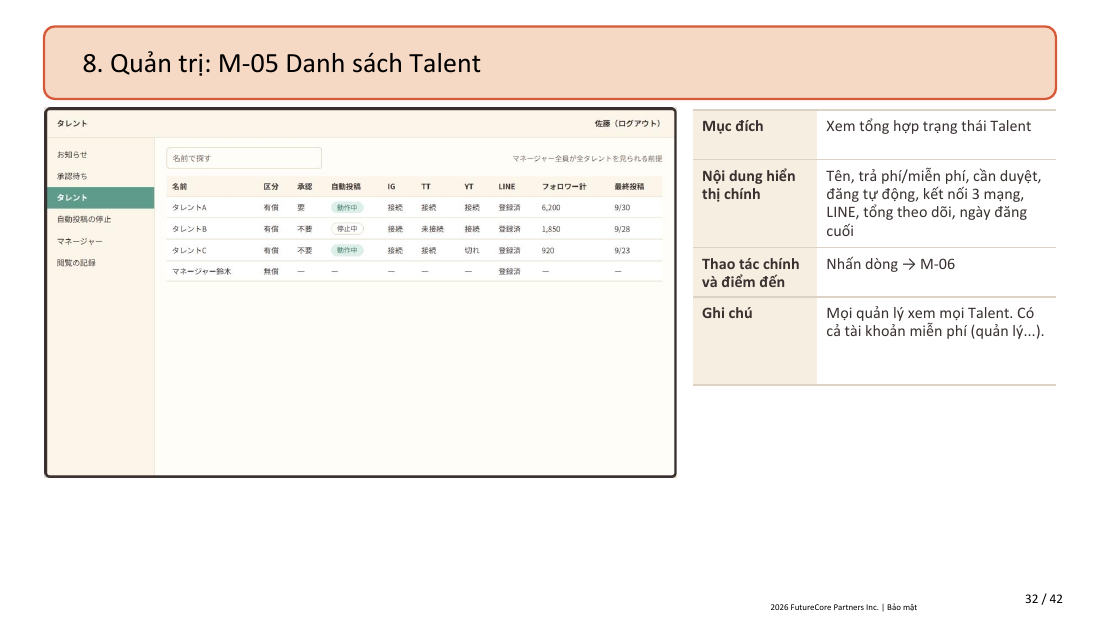 8. Quản trị: M-05 Danh sách Talent
タレント
佐藤（ログアウト）
お知らせ
承認待ち
タレント
自動投稿の停止
マネージャー
閲覧の記録
名前で探す
マネージャー全員が全タレントを見られる前提
名前 区分 承認 自動投稿 IG TT YT LINE フォロワー計 最終投稿
タレントA 有償 要 動作中 接続 接続 接続 登録済 6,200 9/30
タレントB 有償 不要 停止中 接続 未接続 接続 登録済 1,850 9/28
タレントC 有償 不要 動作中 接続 接続 切れ 登録済 920 9/23
マネージャー鈴木 無償 — — — — — 登録済 — —
Mục đích
Xem tổng hợp trạng thái Talent
Nội dung hiển
thị chính
Tên, trả phí/miễn phí, cần duyệt,
đăng tự động, kết nối 3 mạng,
LINE, tổng theo dõi, ngày đăng
cuối
Thao tác chính
và điểm đến
Nhấn dòng → M-06
Ghi chú
Mọi quản lý xem mọi Talent. Có
cả tài khoản miễn phí (quản lý...).
2026 FutureCore Partners Inc. | Bảo mật
32 / 42